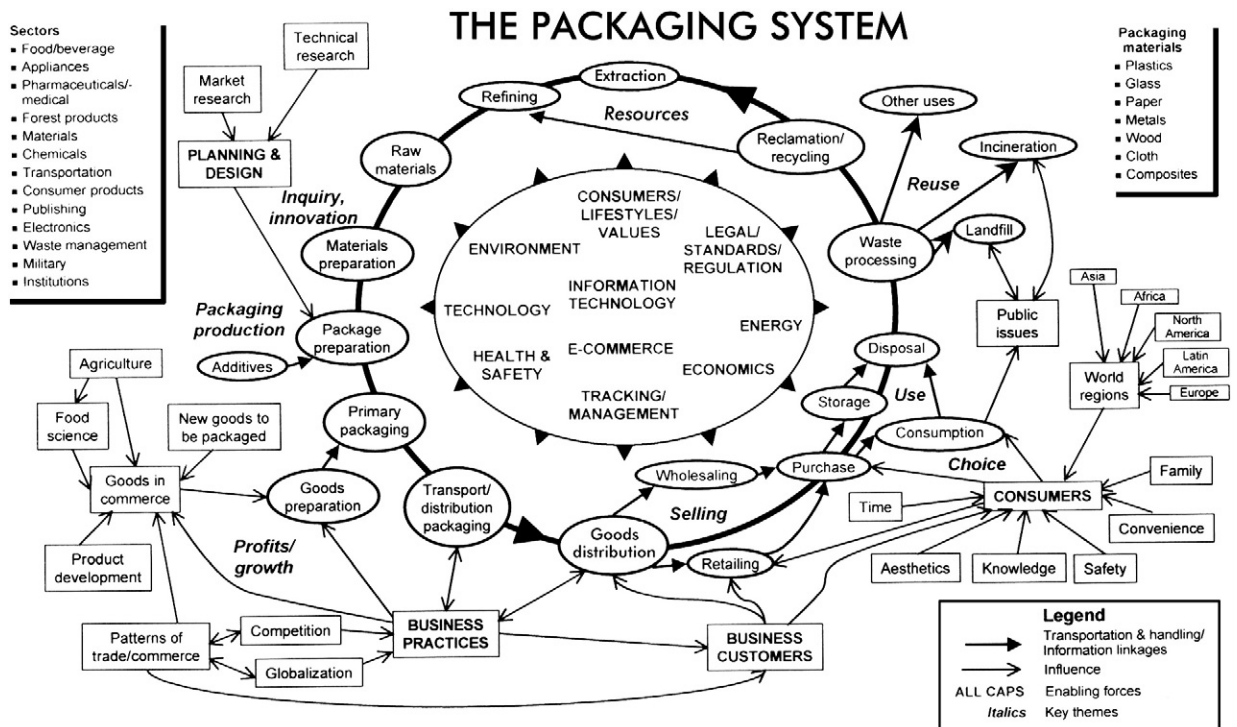 THE PACKAGING SYSTEM
Sectors
▪ Food/beverage
▪ Appliances
▪ Pharmaceuticals/-
medical
▪ Forest products
▪ Materials
▪ Chemicals
▪ Transportation
▪ Consumer products
▪ Publishing
▪ Electronics
▪ Waste management
▪ Military
▪ Institutions
Technical
research
Market
research
PLANNING &
DESIGN
Packaging
materials
▪ Plastics
▪ Glass
▪ Paper
▪ Metals
▪ Wood
▪ Cloth
▪ Composites
Extraction
Refining
Resources
Raw
materials
Reclamation/
recycling
Other uses
Incineration
Reuse
Landfill
Waste
processing
Inquiry,
innovation
Materials
preparation
Packaging
production
Package
preparation
Additives
CONSUMERS/
LIFESTYLES/
VALUES
ENVIRONMENT
LEGAL/
STANDARDS/
REGULATION
INFORMATION
TECHNOLOGY
TECHNOLOGY
ENERGY
E-COMMERCE
HEALTH &
SAFETY
ECONOMICS
TRACKING/
MANAGEMENT
Public
issues
Asia
Africa
North
America
Latin
America
Europe
World
regions
Disposal
Use
Storage
Consumption
Purchase
Choice
Wholesaling
Selling
Agriculture
Food
science
New goods to
be packaged
Goods in
commerce
Product
development
Primary
packaging
Goods
preparation
Transport/
distribution
packaging
Goods
distribution
Retailing
Profits/
growth
CONSUMERS
Time
Family
Convenience
Aesthetics
Knowledge
Safety
Patterns of
trade/commerce
Competition
Globalization
BUSINESS
PRACTICES
BUSINESS
CUSTOMERS
Legend
Transportation & handling/
Information linkages
Influence
ALL CAPS Enabling forces
Italics Key themes